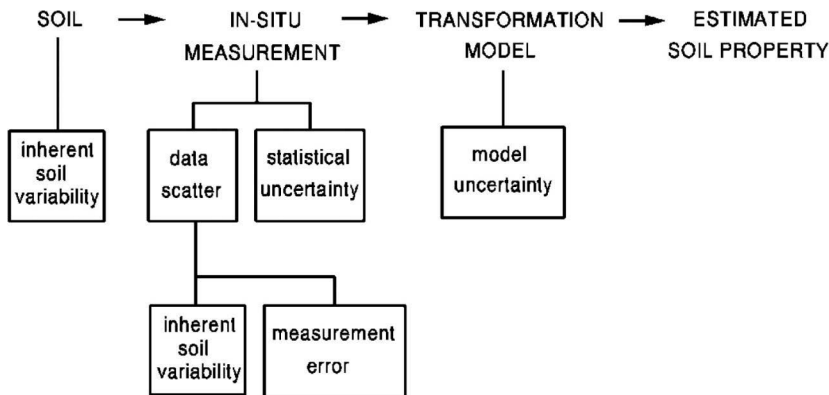 SOIL
IN-SITU
MEASUREMENT
TRANSFORMATION
MODEL
ESTIMATED
SOIL PROPERTY
inherent
soil
variability
data
scatter
statistical
uncertainty
model
uncertainty
inherent
soil
variability
measurement
error